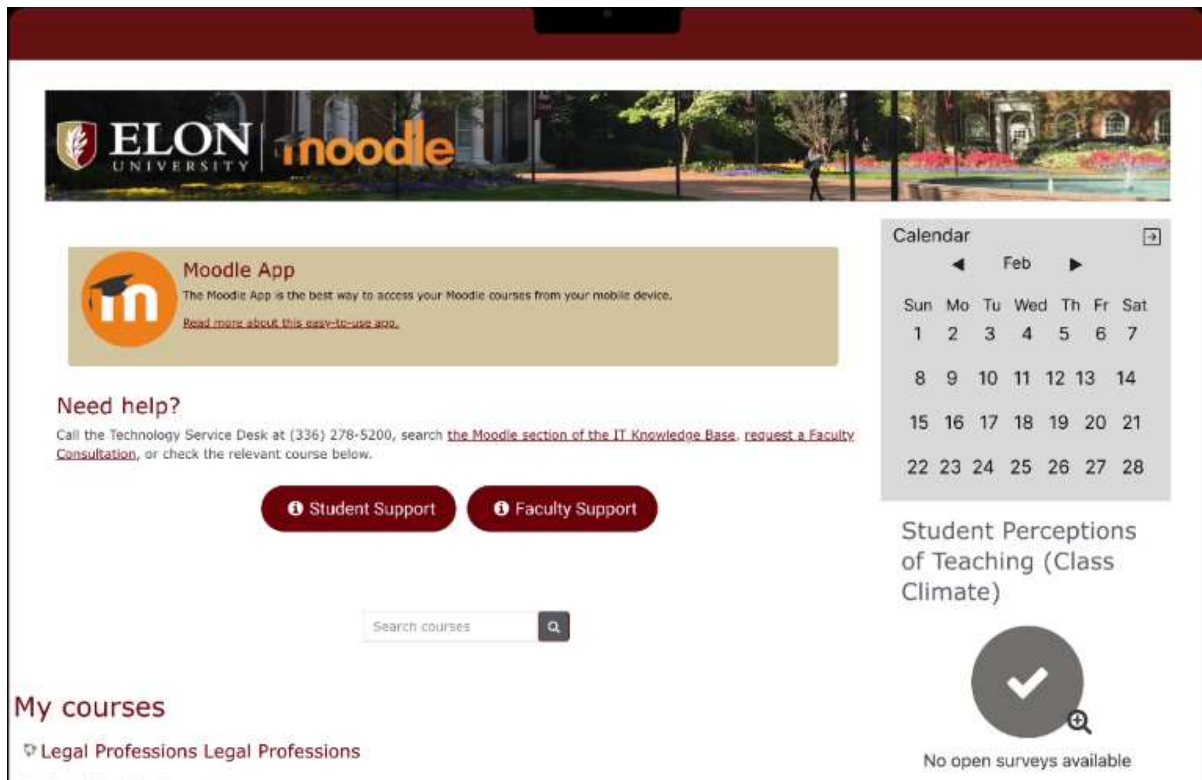 ELON
UNIVERSITY
moodle
Moodle App
The Moodle App is the best way to access your Moodle courses from your mobile device.
Read more about this easy-to-use app.
Need help?
Call the Technology Service Desk at (336) 278-5200, search the Moodle section of the IT Knowledge Base, request a Faculty
Consultation, or check the relevant course below.
Student Support
Faculty Support
Search courses
My courses
Legal Professions Legal Professions
Calendar
Feb
Sun Mo Tu Wed Th Fr Sat
1 2 3 4 5 6 7
8 9 10 11 12 13 14
15 16 17 18 19 20 21
22 23 24 25 26 27 28
Student Perceptions
of Teaching (Class
Climate)
No open surveys available